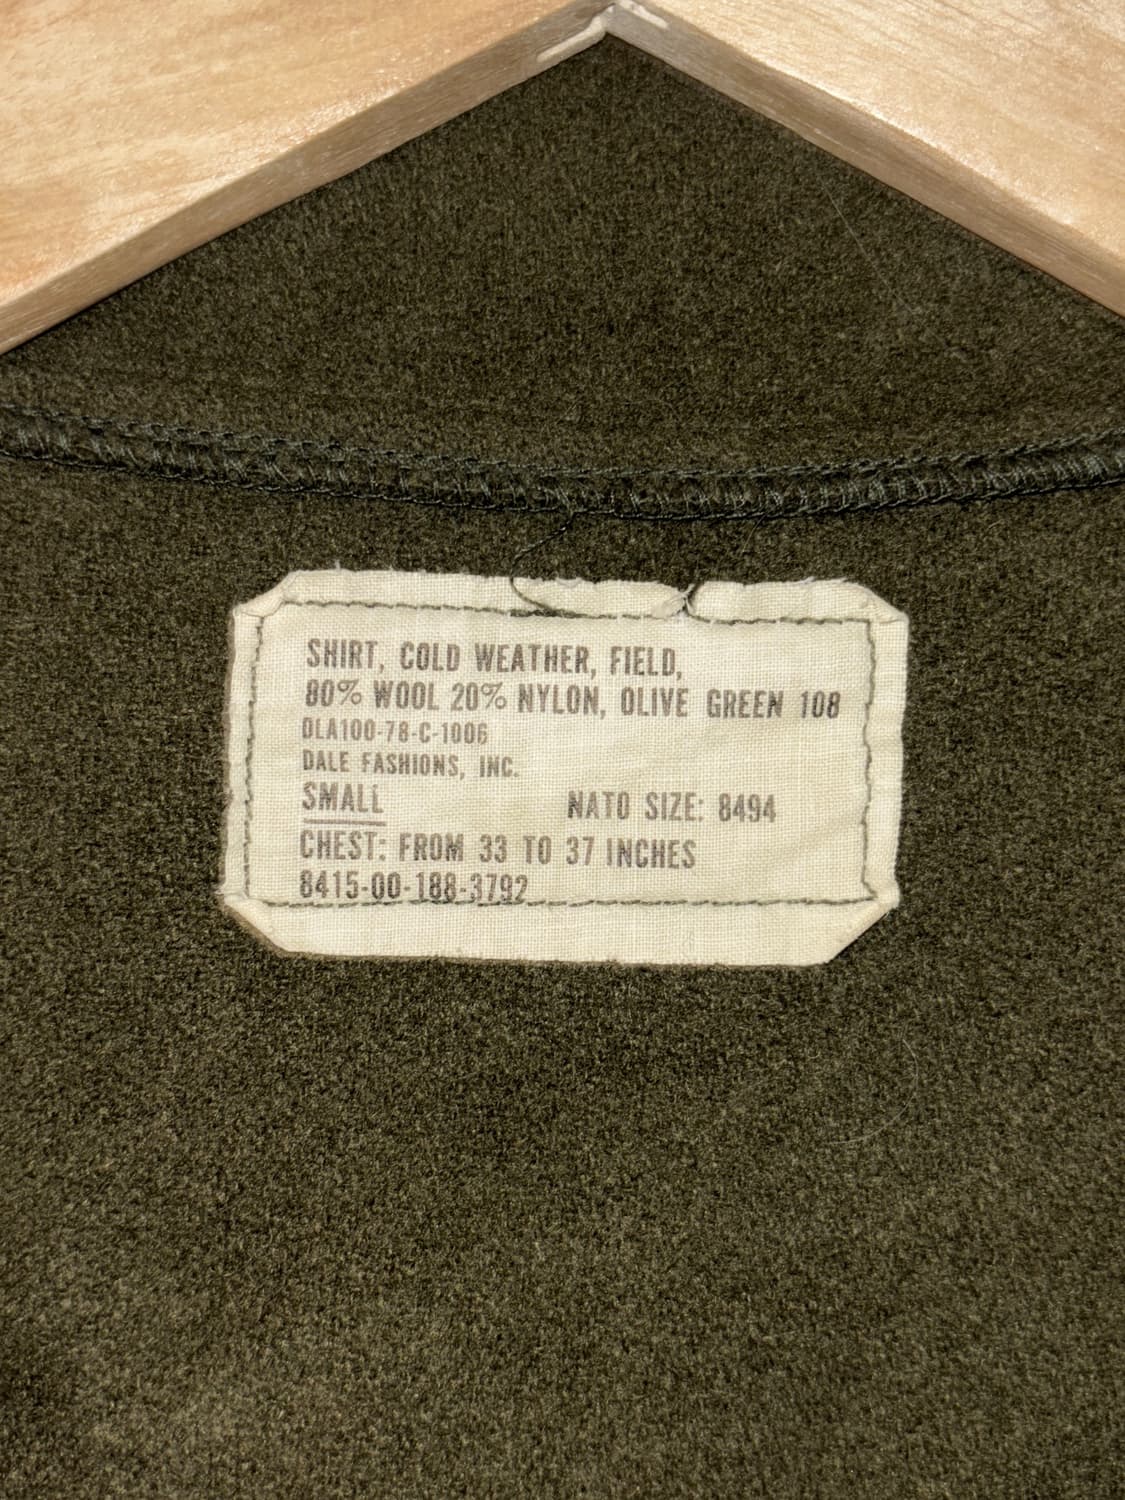 SHIRT, COLD WEATHER, FIELD,
80% WOOL 20% NYLON, OLIVE GREEN 108
DLA100-78-C-1006
DALE FASHIONS, INC.
SMALL NATO SIZE: 8494
CHEST: FROM 33 TO 37 INCHES
8415-00-188-3792